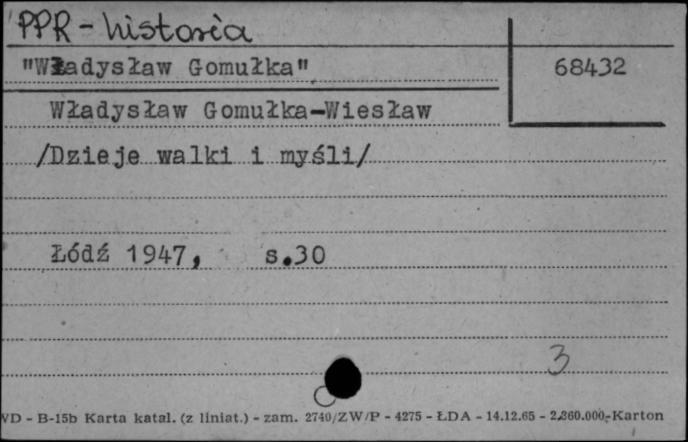 PPR - historia
"Władysław Gomułka" 68432
Władysław Gomułka-Wiesław
/Dzieje walki i myśli/
Łódź 1947, s.30
3
VD - B-15b Karta katal. (z liniat.) - zam. 2740/ZW/P - 4275 - ŁDA - 14.12.65 - 2.360.000,-Karton